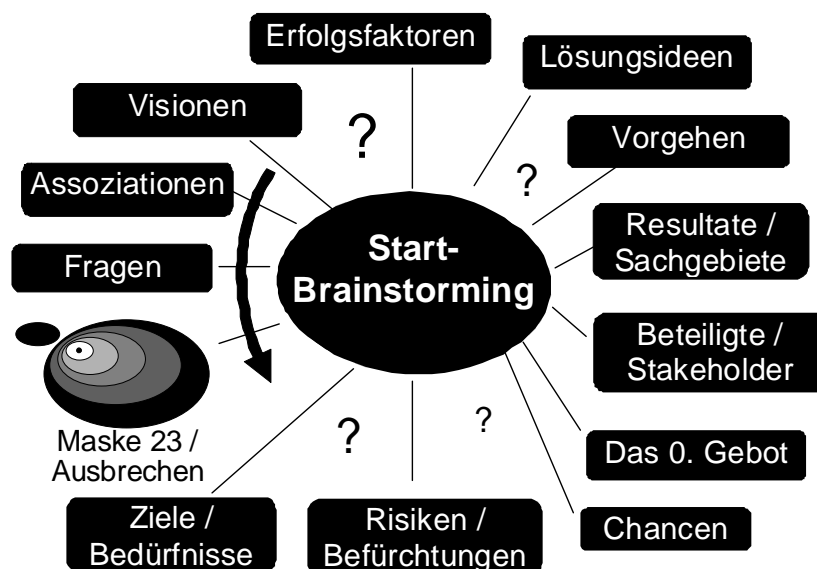 Erfolgsfaktoren
Lösungsideen
Visionen
?
Vorgehen
?
Assoziationen
Resultate /
Sachgebiete
Start-
Brainstorming
Fragen
Beteiligte /
Stakeholder
Maske 23 /
Ausbrechen
?
?
Das 0. Gebot
Ziele /
Bedürfnisse
Risiken /
Befürchtungen
Chancen